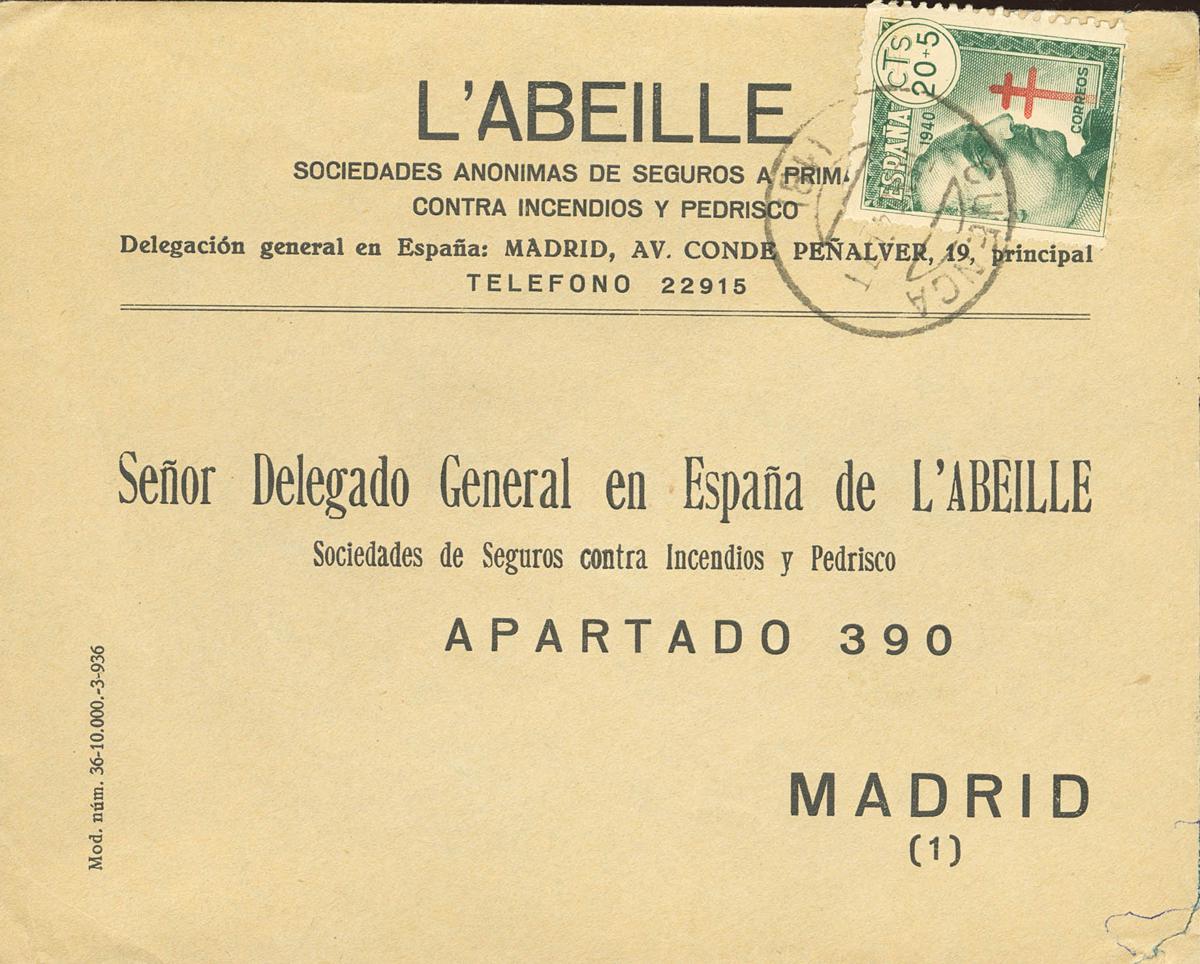 L'ABEILLE
SOCIEDADES ANONIMAS DE SEGUROS A PRIMA
CONTRA INCENDIOS Y PEDRISCO
Delegación general en España: MADRID, AV. CONDE PEÑALVER, 19, principal
TELEFONO 22915
CTS
20+5
ESPAÑA
1940
CORREOS
CUENCA
Señor Delegado General en España de L'ABEILLE
Sociedades de Seguros contra Incendios y Pedrisco
APARTADO 390
MADRID
(1)
Mod. núm. 36-10.000.-3-936